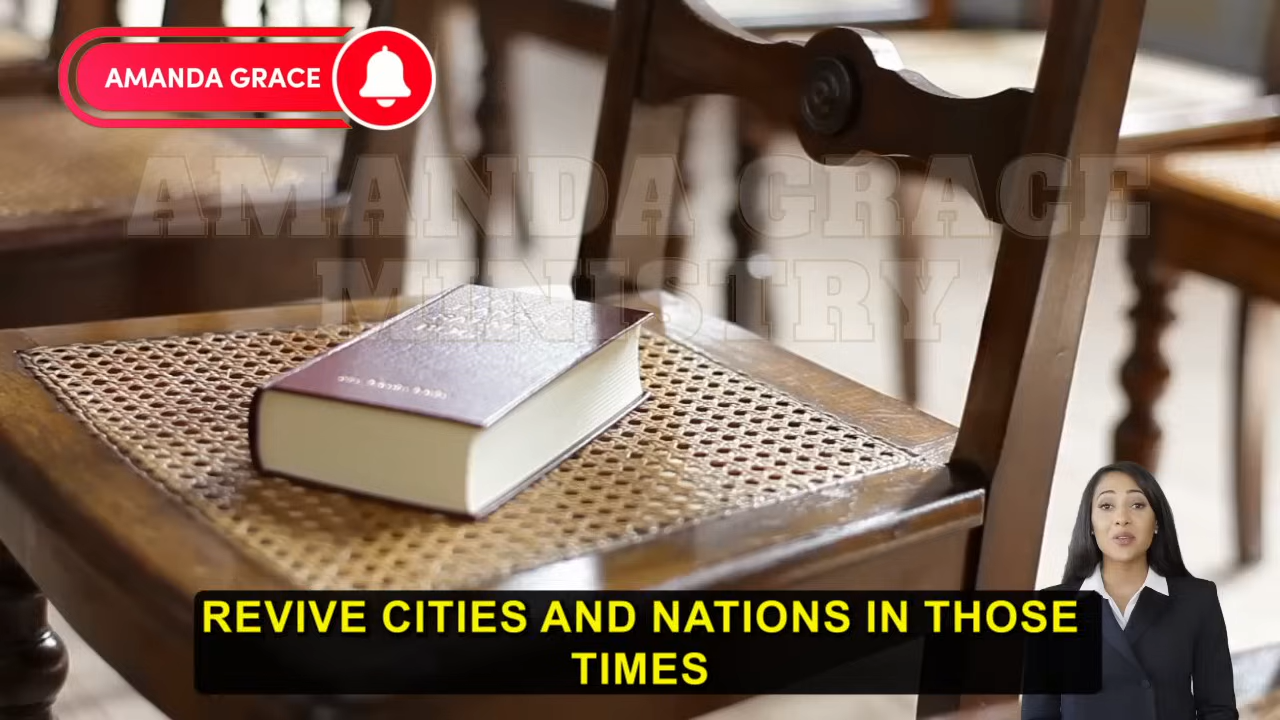 AMANDA GRACE
AMANDA GRACE
MINISTRY
REVIVE CITIES AND NATIONS IN THOSE
TIMES